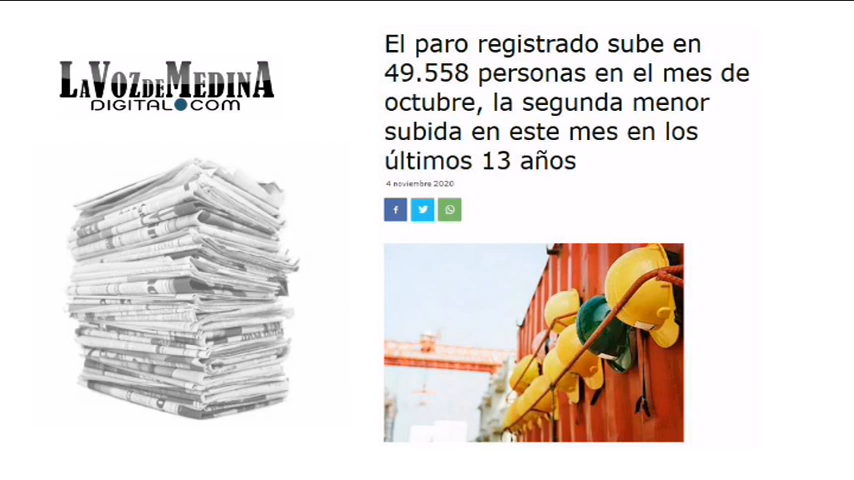 LAVOZDEMEDINA
DIGITAL.COM
El paro registrado sube en
49.558 personas en el mes de
octubre, la segunda menor
subida en este mes en los
últimos 13 años
4 noviembre 2020